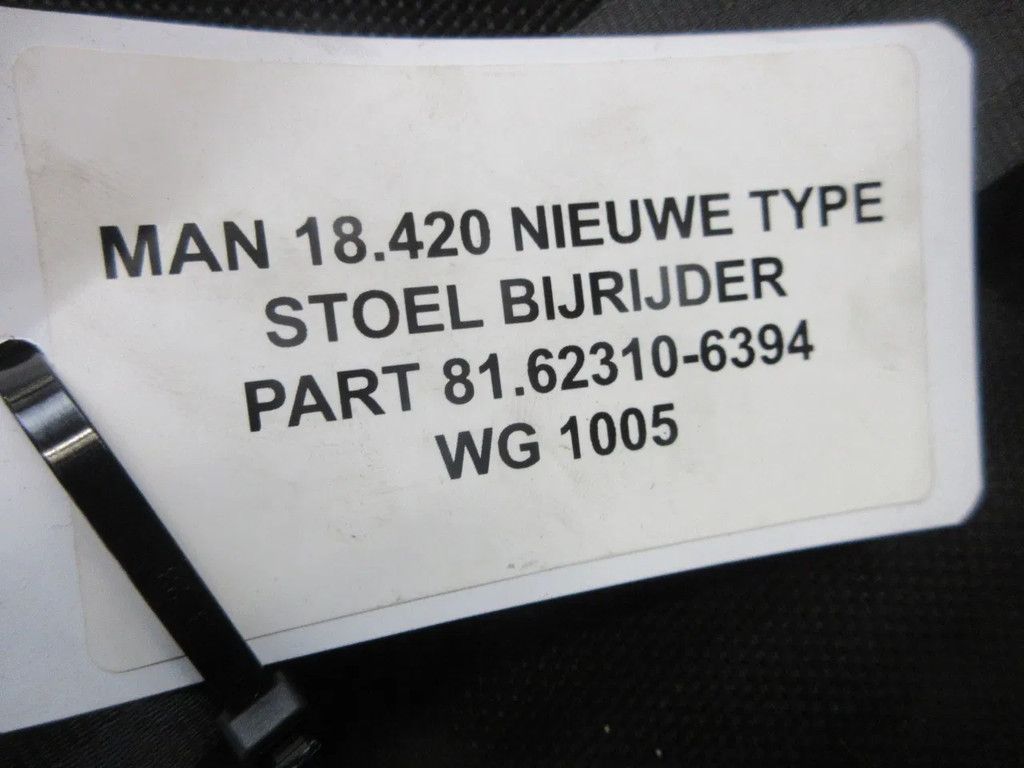 MAN 18.420 NIEUWE TYPE
STOEL BIJRIJDER
PART 81.62310-6394
WG 1005